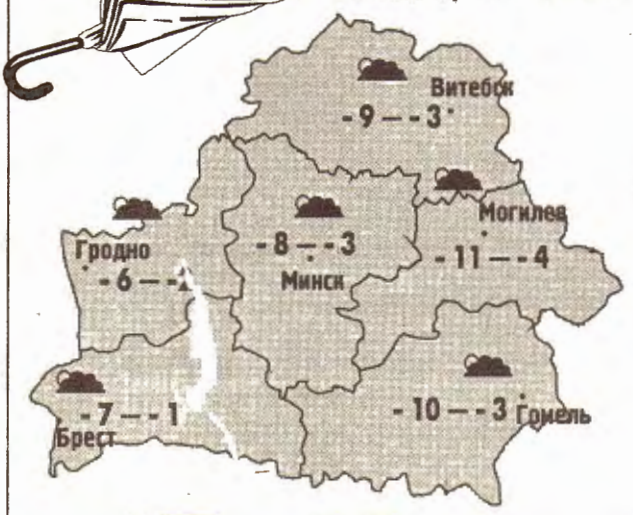 Витебск
- 9 — - 3
Могилев
- 11 — - 4
- 8 — - 3
Минск
Гродно
- 6 — -
- 7 — - 1
Брест
- 10 — - 3 Гомель